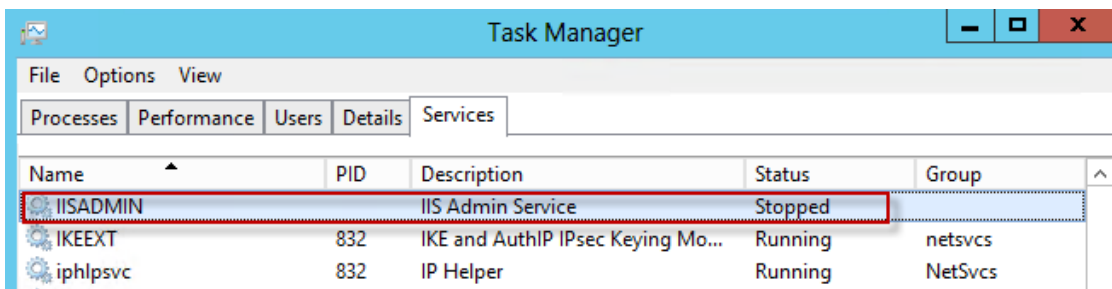 Task Manager
File Options View
Processes Performance Users Details Services
Name PID Description Status Group
IISADMIN IIS Admin Service Stopped
IKEEXT 832 IKE and AuthIP IPsec Keying Mo... Running netsvcs
iphlpsvc 832 IP Helper Running NetSvcs